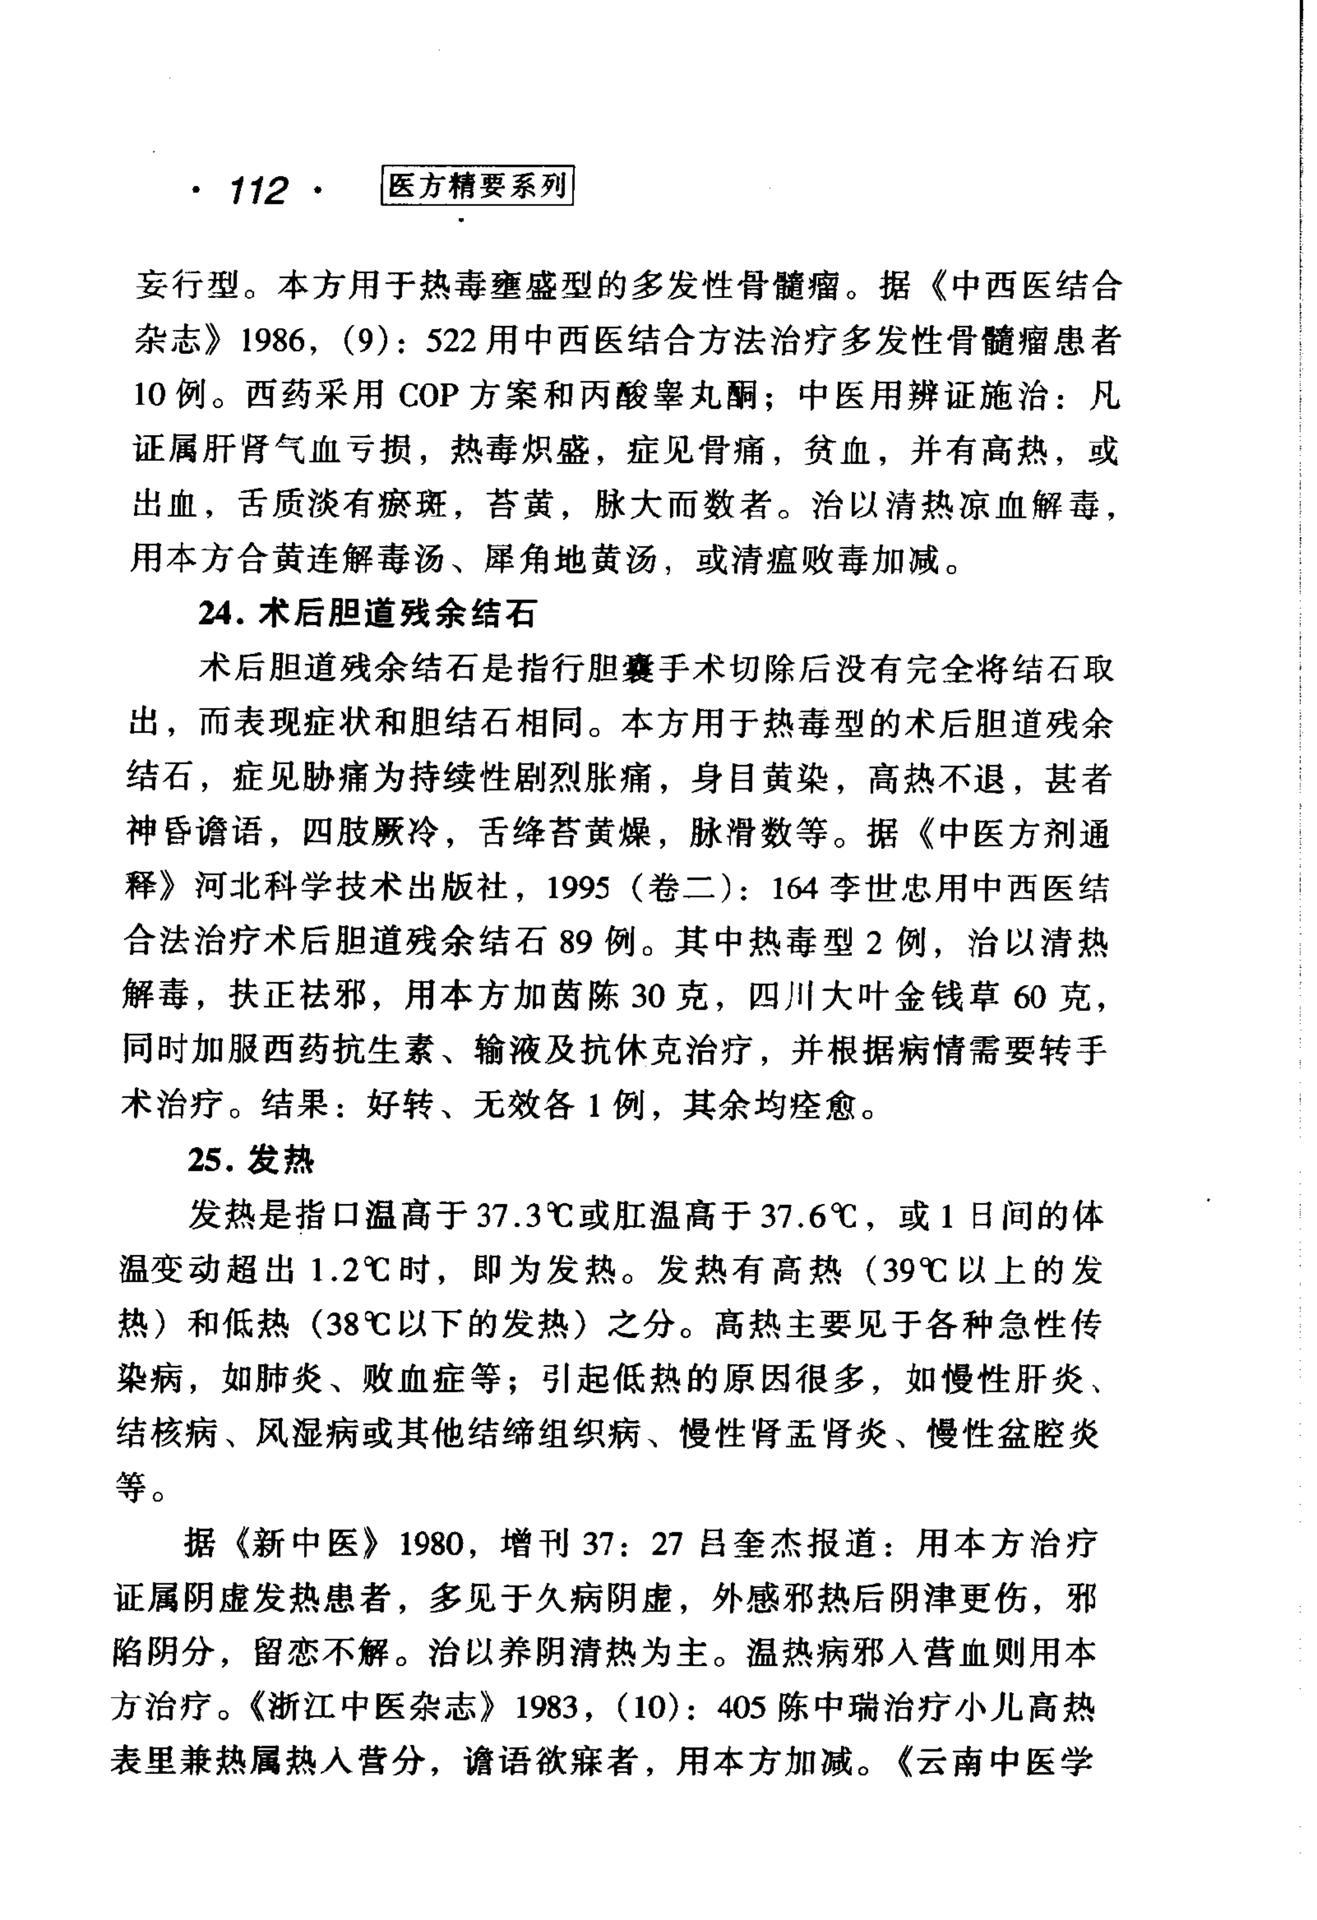 · 112 · 医方精要系列
妄行型。本方用于热毒壅盛型的多发性骨髓瘤。据《中西医结合
杂志》1986，（9）：522用中西医结合方法治疗多发性骨髓瘤患者
10例。西药采用 COP 方案和丙酸睾丸酮；中医用辨证施治：凡
证属肝肾气血亏损，热毒炽盛，症见骨痛，贫血，并有高热，或
出血，舌质淡有瘀斑，苔黄，脉大而数者。治以清热凉血解毒，
用本方合黄连解毒汤、犀角地黄汤，或清瘟败毒加减。
24. 术后胆道残余结石
术后胆道残余结石是指行胆囊手术切除后没有完全将结石取
出，而表现症状和胆结石相同。本方用于热毒型的术后胆道残余
结石，症见胁痛为持续性剧烈胀痛，身目黄染，高热不退，甚者
神昏谵语，四肢厥冷，舌绛苔黄燥，脉滑数等。据《中医方剂通
释》河北科学技术出版社，1995（卷二）：164 李世忠用中西医结
合法治疗术后胆道残余结石 89 例。其中热毒型 2 例，治以清热
解毒，扶正祛邪，用本方加茵陈 30 克，四川大叶金钱草 60 克，
同时加服西药抗生素、输液及抗休克治疗，并根据病情需要转手
术治疗。结果：好转、无效各 1 例，其余均痊愈。
25. 发热
发热是指口温高于 37.3℃或肛温高于 37.6℃，或 1 日间的体
温变动超出 1.2℃时，即为发热。发热有高热（39℃以上的发
热）和低热（38℃以下的发热）之分。高热主要见于各种急性传
染病，如肺炎、败血症等；引起低热的原因很多，如慢性肝炎、
结核病、风湿病或其他结缔组织病、慢性肾盂肾炎、慢性盆腔炎
等。
据《新中医》1980，增刊 37：27 吕奎杰报道：用本方治疗
证属阴虚发热患者，多见于久病阴虚，外感邪热后阴津更伤，邪
陷阴分，留恋不解。治以养阴清热为主。温热病邪入营血则用本
方治疗。《浙江中医杂志》1983，（10）：405 陈中瑞治疗小儿高热
表里兼热属热入营分，谵语欲寐者，用本方加减。《云南中医学